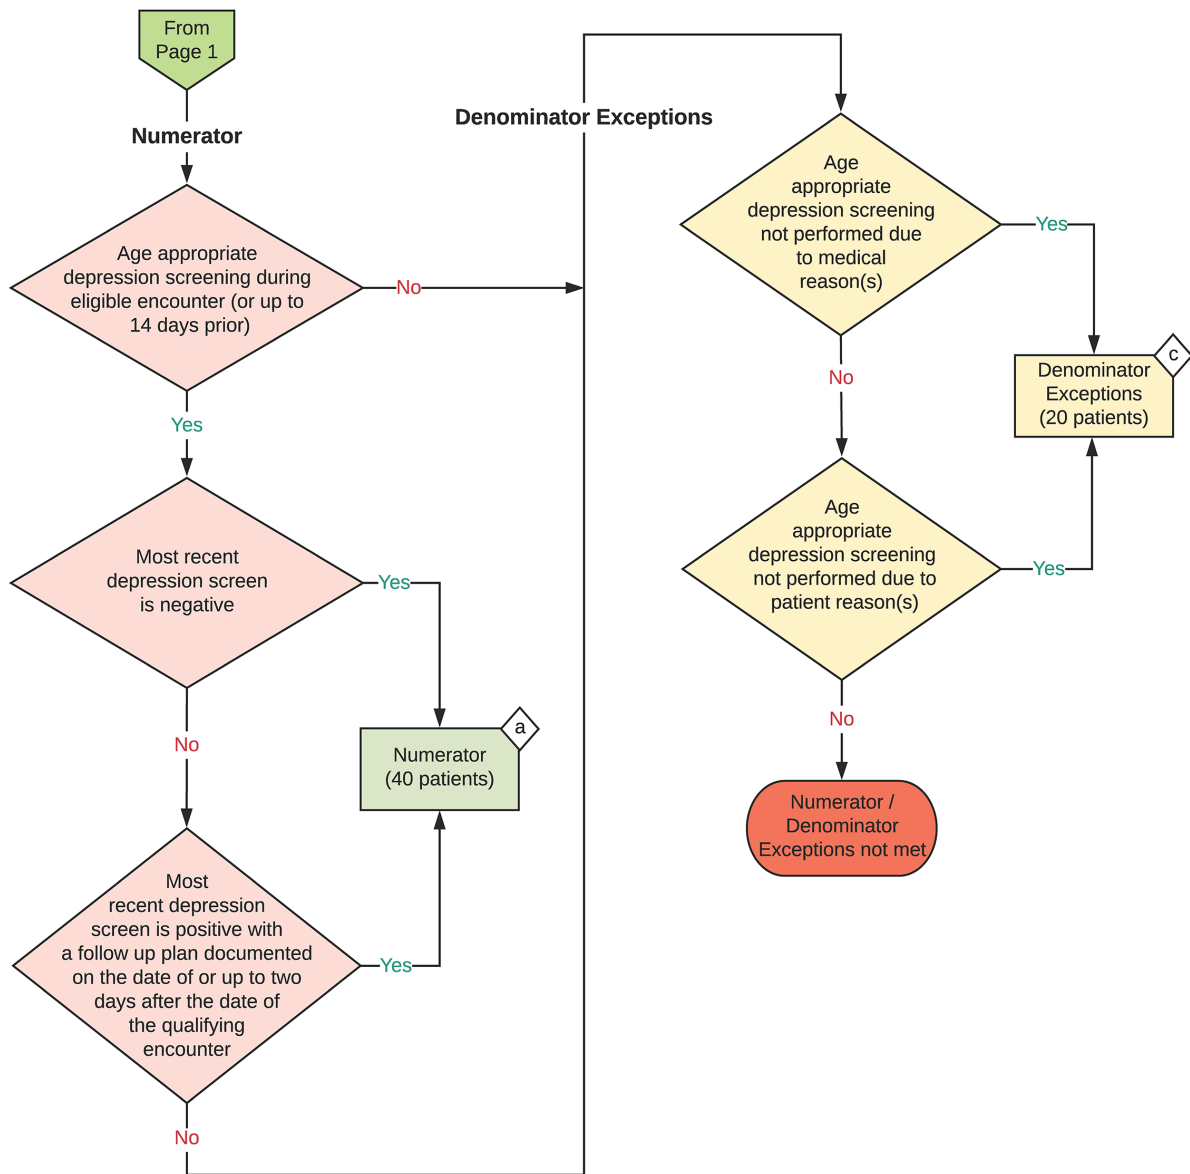 From
Page 1
Numerator
Age appropriate
depression screening during
eligible encounter (or up to
14 days prior)
No
Yes
Most recent
depression screen
is negative
Yes
No
a
Numerator
(40 patients)
Most
recent depression
screen is positive with
a follow up plan documented
on the date of or up to two
days after the date of
the qualifying
encounter
Yes
No
Denominator Exceptions
Age
appropriate
depression screening
not performed due
to medical
reason(s)
Yes
No
c
Denominator
Exceptions
(20 patients)
Age
appropriate
depression screening
not performed due to
patient reason(s)
Yes
No
Numerator /
Denominator
Exceptions not met